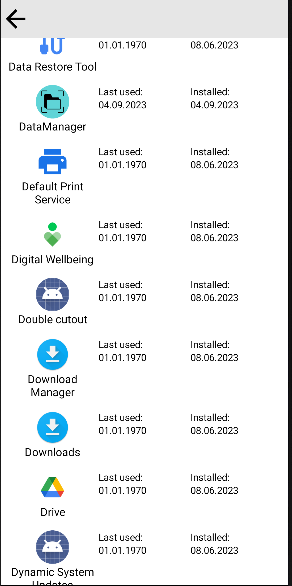 01.01.1970 08.06.2023
Data Restore Tool
Last used: Installed:
04.09.2023 04.09.2023
DataManager
Last used: Installed:
01.01.1970 08.06.2023
Default Print
Service
Last used: Installed:
01.01.1970 08.06.2023
Digital Wellbeing
Last used: Installed:
01.01.1970 08.06.2023
Double cutout
Last used: Installed:
01.01.1970 08.06.2023
Download
Manager
Last used: Installed:
01.01.1970 08.06.2023
Downloads
Last used: Installed:
01.01.1970 08.06.2023
Drive
Last used: Installed:
01.01.1970 08.06.2023
Dynamic System
Updates